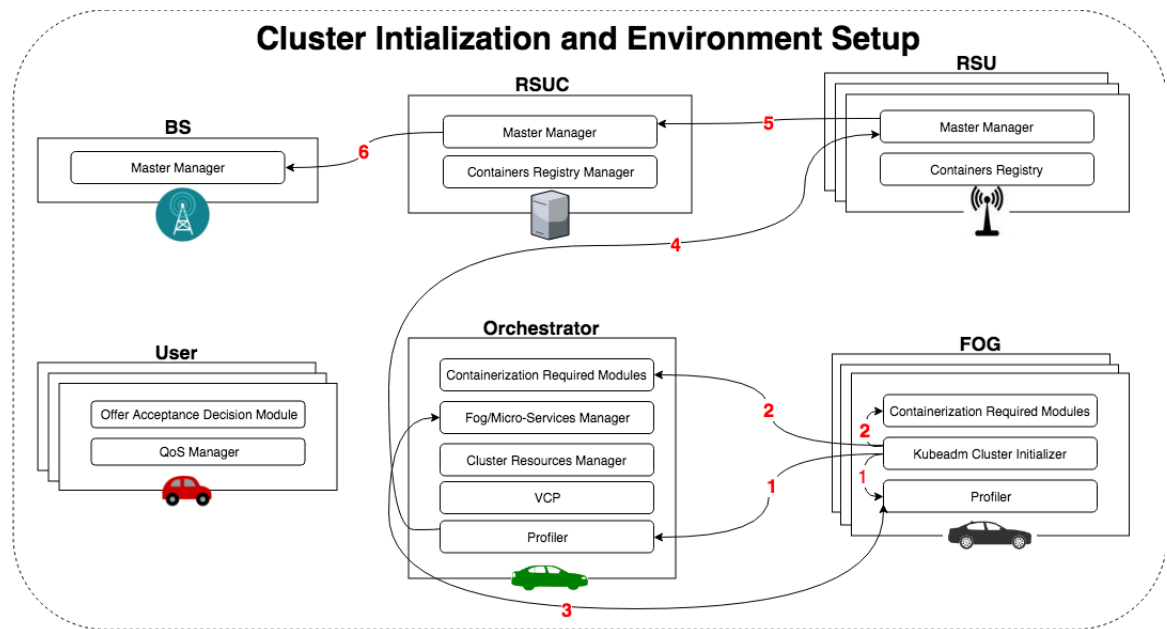 Cluster Intialization and Environment Setup
BS
Master Manager
6
RSUC
Master Manager
Containers Registry Manager
5
RSU
Master Manager
Containers Registry
4
User
Offer Acceptance Decision Module
QoS Manager
Orchestrator
Containerization Required Modules
Fog/Micro-Services Manager
Cluster Resources Manager
VCP
Profiler
2
1
3
FOG
Containerization Required Modules
2
Kubeadm Cluster Initializer
1
Profiler